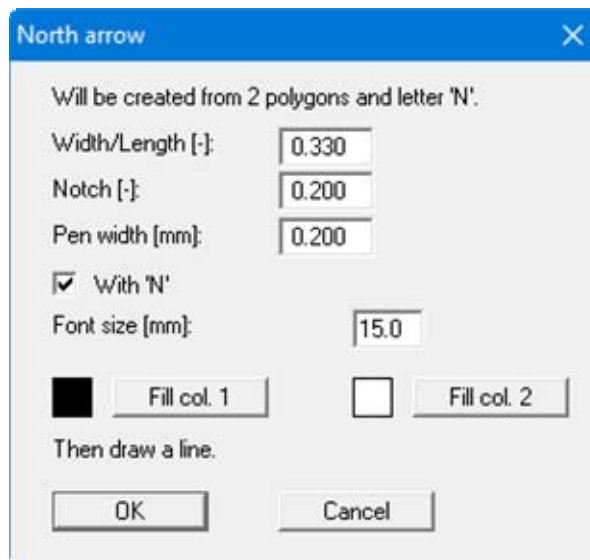 North arrow
Will be created from 2 polygons and letter 'N'.
Width/Length [-]: 0.330
Notch [-]: 0.200
Pen width [mm]: 0.200
With 'N'
Font size [mm]: 15.0
Fill col. 1 Fill col. 2
Then draw a line.
OK Cancel